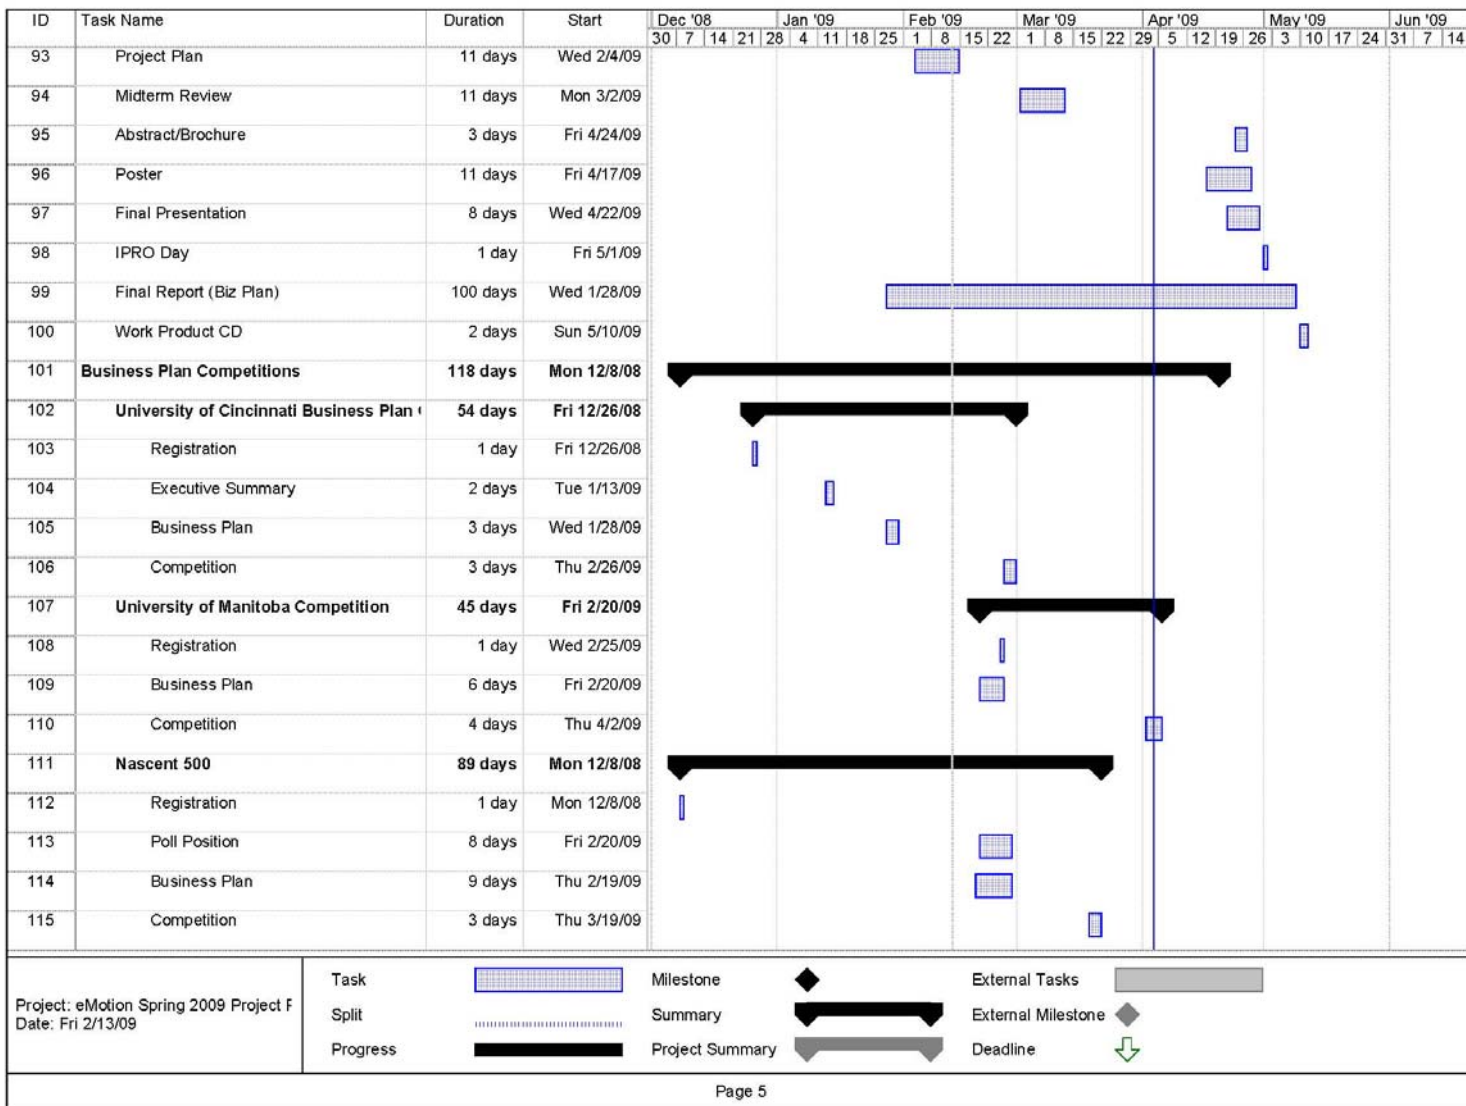 ID Task Name Duration Start Dec '08 Jan '09 Feb '09 Mar '09 Apr '09 May '09 Jun '09
30 7 14 21 28 4 11 18 25 1 8 15 22 1 8 15 22 29 5 12 19 26 3 10 17 24 31 7 14
93 Project Plan 11 days Wed 2/4/09
94 Midterm Review 11 days Mon 3/2/09
95 Abstract/Brochure 3 days Fri 4/24/09
96 Poster 11 days Fri 4/17/09
97 Final Presentation 8 days Wed 4/22/09
98 IPRO Day 1 day Fri 5/1/09
99 Final Report (Biz Plan) 100 days Wed 1/28/09
100 Work Product CD 2 days Sun 5/10/09
101 Business Plan Competitions 118 days Mon 12/8/08
102 University of Cincinnati Business Plan 54 days Fri 12/26/08
103 Registration 1 day Fri 12/26/08
104 Executive Summary 2 days Tue 1/13/09
105 Business Plan 3 days Wed 1/28/09
106 Competition 3 days Thu 2/26/09
107 University of Manitoba Competition 45 days Fri 2/20/09
108 Registration 1 day Wed 2/25/09
109 Business Plan 6 days Fri 2/20/09
110 Competition 4 days Thu 4/2/09
111 Nascent 500 89 days Mon 12/8/08
112 Registration 1 day Mon 12/8/08
113 Poll Position 8 days Fri 2/20/09
114 Business Plan 9 days Thu 2/19/09
115 Competition 3 days Thu 3/19/09
Project: eMotion Spring 2009 Project
Date: Fri 2/13/09
Task Milestone External Tasks
Split Summary External Milestone
Progress Project Summary Deadline
Page 5